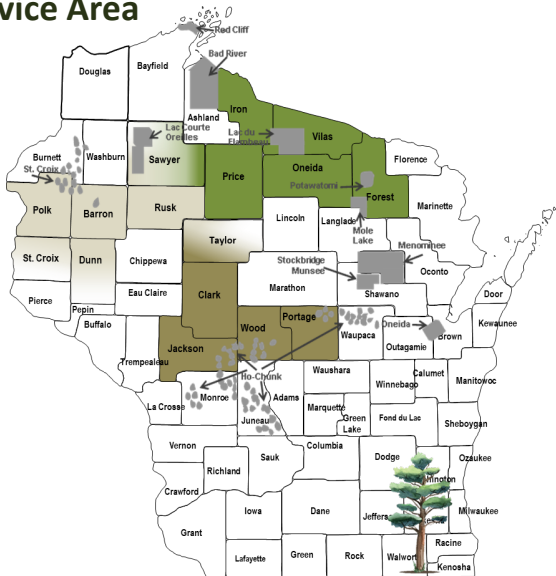 vice Area
Red Cliff
Bad River
Douglas
Bayfield
Ashland
Iron
Lac Courte
Oreilles
Lac du
Flambeau
Vilas
Burnett
Washburn
Sawyer
Florence
St. Croix
Price
Oneida
Potawatomi
Forest
Polk
Barron
Rusk
Lincoln
Langlade
Marinette
Mole
Lake
Taylor
Menominee
St. Croix
Dunn
Chippewa
Stockbridge
Munsee
Oconto
Marathon
Shawano
Clark
Pierce
Eau Claire
Door
Pepin
Buffalo
Wood
Portage
Waupaca
Oneida
Brown
Kewaunee
Outagamie
Jackson
Trempealeau
Waushara
Calumet
Ho-Chunk
Winnebago
Manitowoc
La Crosse
Monroe
Adams
Marquette
Green
Lake
Fond du Lac
Sheboygan
Juneau
Vernon
Columbia
Sauk
Dodge
Ozaukee
Richland
hington
Crawford
Iowa
Dane
Jeffers
Milwaukee
Grant
Racine
Lafayette
Green
Rock
Walwort
Kenosha